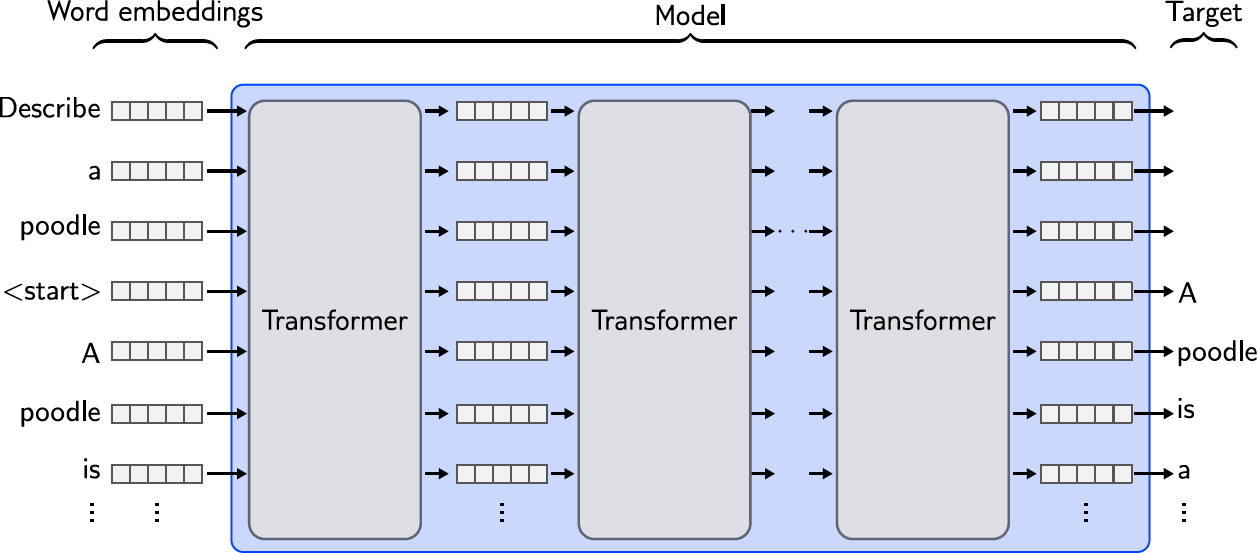 Word embeddings Model Target
Describe
a
poodle
. . .
<start> A
Transformer Transformer Transformer
A poodle
poodle is
is a